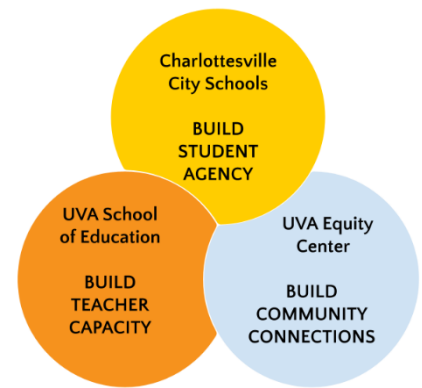 Charlottesville
City Schools
BUILD
STUDENT
AGENCY
UVA School
of Education
BUILD
TEACHER
CAPACITY
UVA Equity
Center
BUILD
COMMUNITY
CONNECTIONS